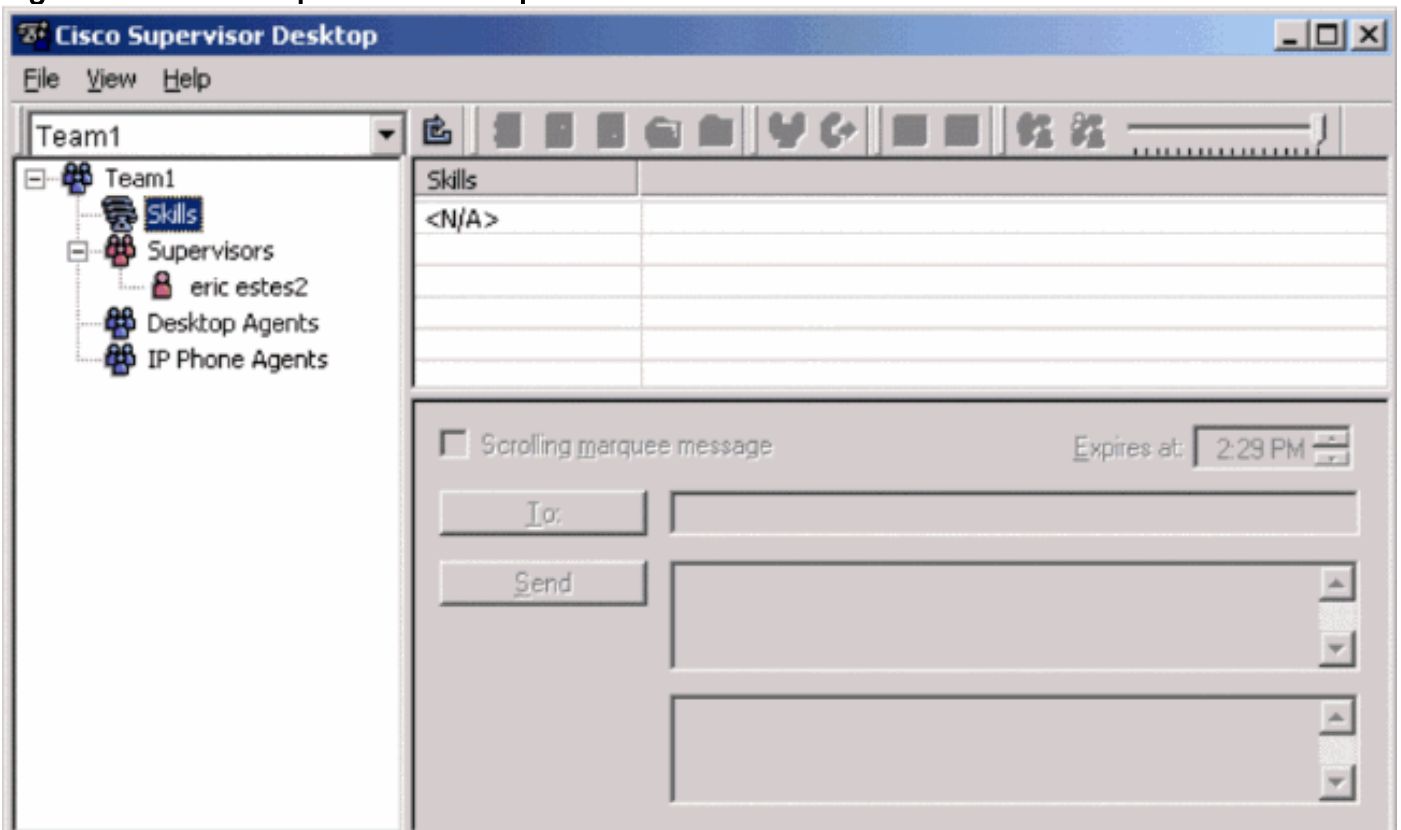 Cisco Supervisor Desktop
File View Help
Team1
Team1
Skills
Supervisors
eric estes2
Desktop Agents
IP Phone Agents
Skills
<N/A>
Scrolling marquee message
Expires at: 2:29 PM
To:
Send